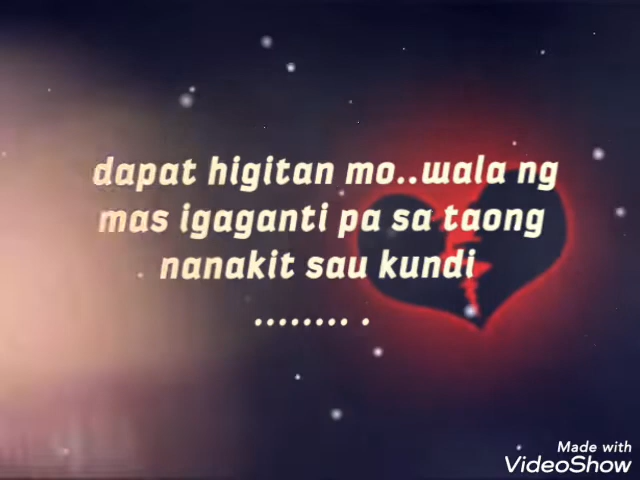 dapat higitan mo..wala ng
mas igaganti pa sa taong
nanakit sau kundi
........ .
Made with
VideoShow